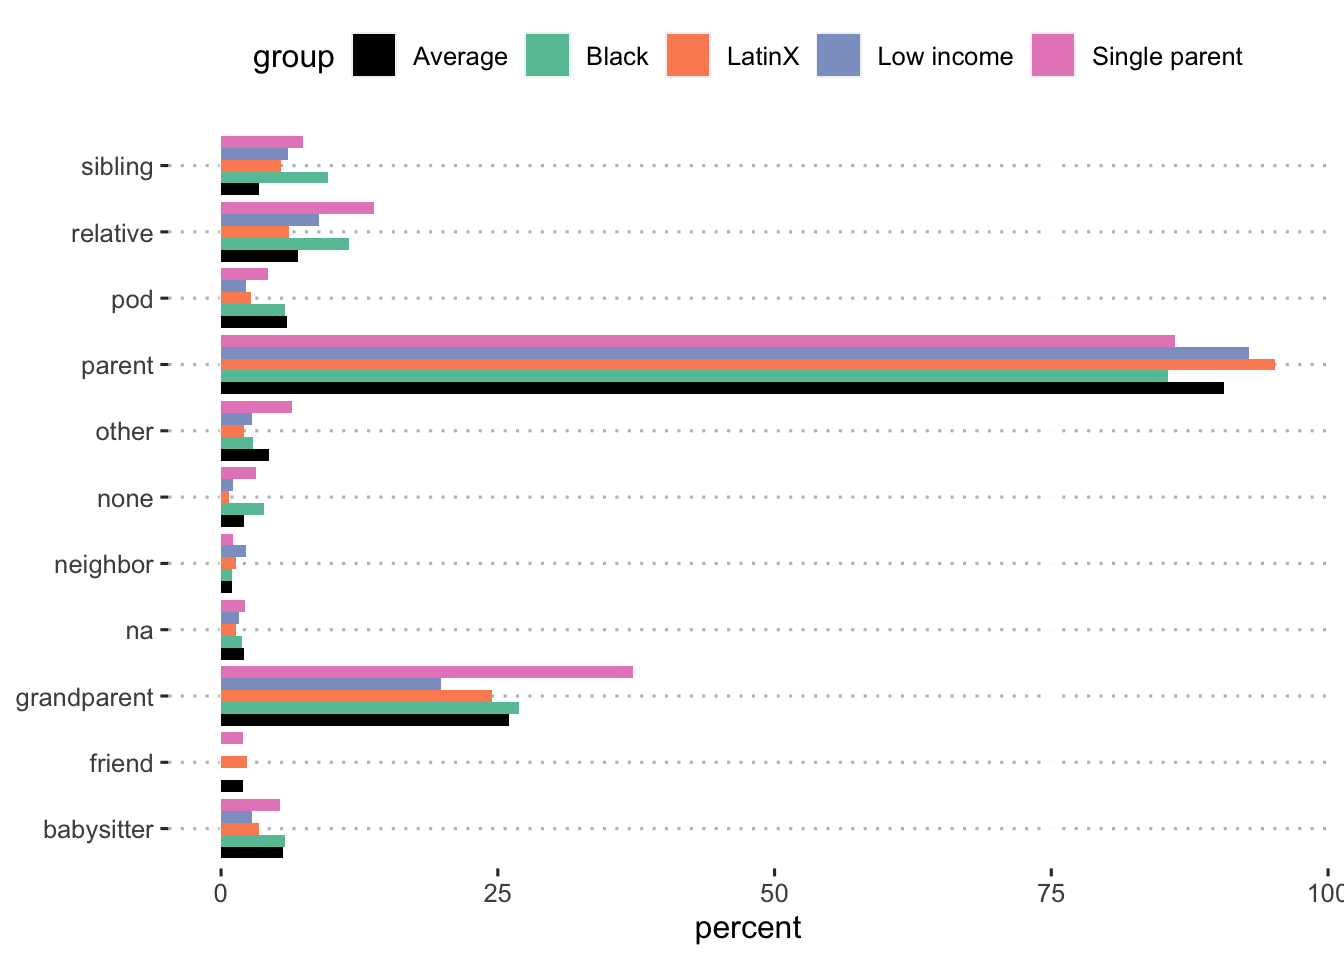 group Average Black LatinX Low income Single parent
sibling
relative
pod
parent
other
none
neighbor
na
grandparent
friend
babysitter
0 25 50 75 100
percent